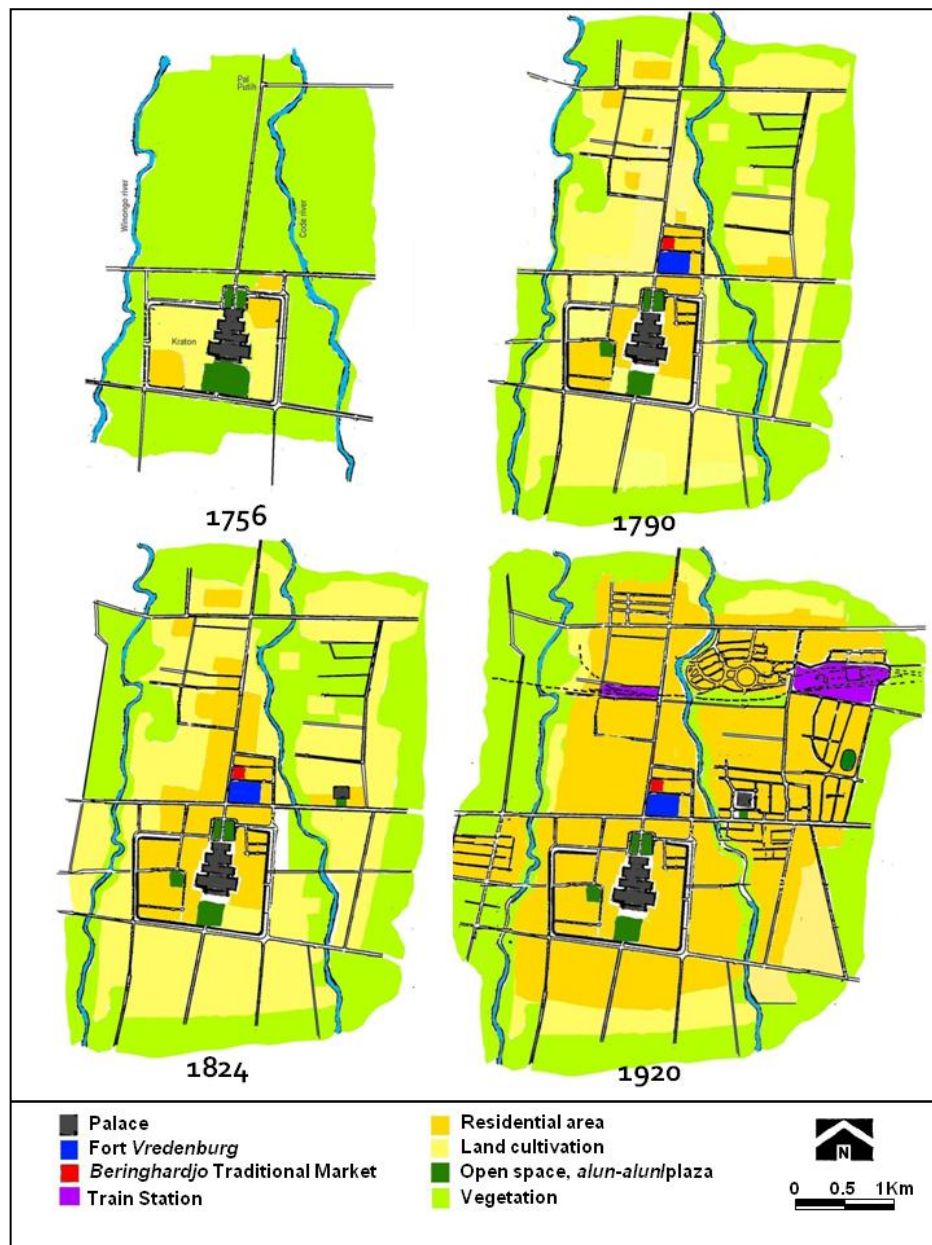 Pal
Putih
Winongo river
Code river
Kraton
1756
1790
1824
1920
Palace
Fort Vredenburg
Beringhardjo Traditional Market
Train Station
Residential area
Land cultivation
Open space, alun-alun/plaza
Vegetation
N
0 0.5 1Km